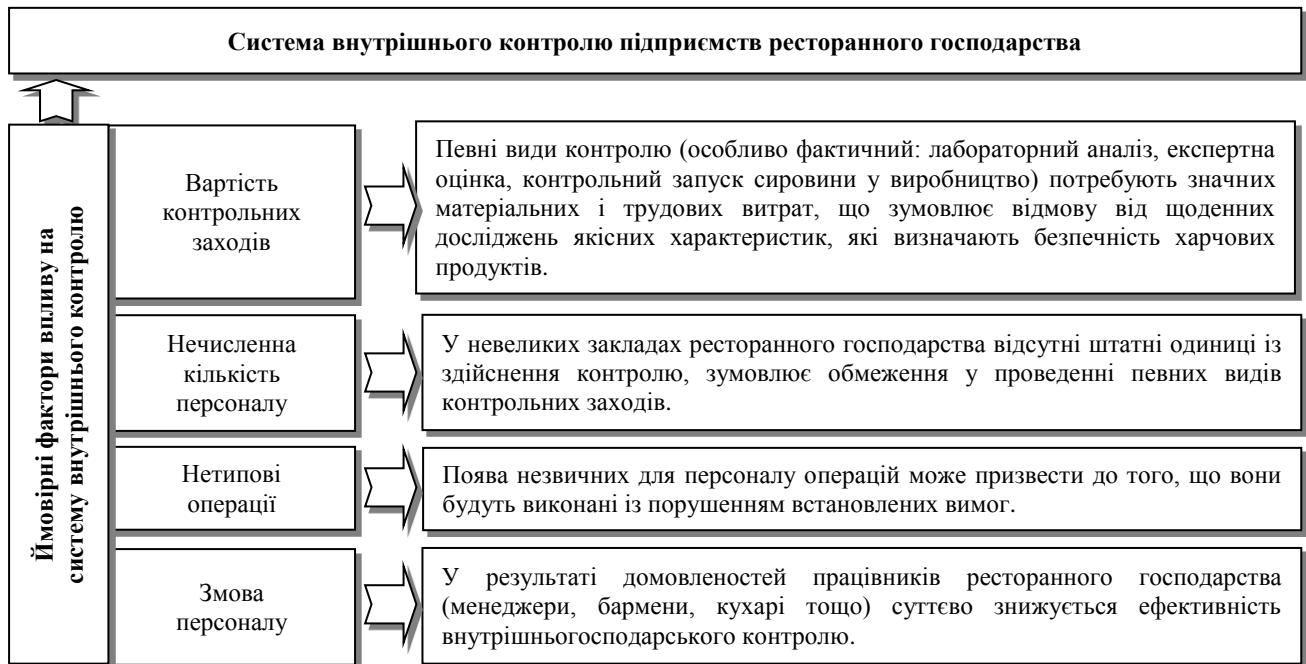 Система внутрішнього контролю підприємств ресторанного господарства
Ймовірні фактори впливу на
систему внутрішнього контролю
Вартість
контрольних
заходів
Певні види контролю (особливо фактичний: лабораторний аналіз, експертна
оцінка, контрольний запуск сировини у виробництво) потребують значних
матеріальних і трудових витрат, що зумовлює відмову від щоденних
досліджень якісних характеристик, які визначають безпечність харчових
продуктів.
Нечисленна
кількість
персоналу
У невеликих закладах ресторанного господарства відсутні штатні одиниці із
здійснення контролю, зумовлює обмеження у проведенні певних видів
контрольних заходів.
Нетипові
операції
Поява незвичних для персоналу операцій може призвести до того, що вони
будуть виконані із порушенням встановлених вимог.
Змова
персоналу
У результаті домовленостей працівників ресторанного господарства
(менеджери, бармени, кухарі тощо) суттєво знижується ефективність
внутрішньогосподарського контролю.